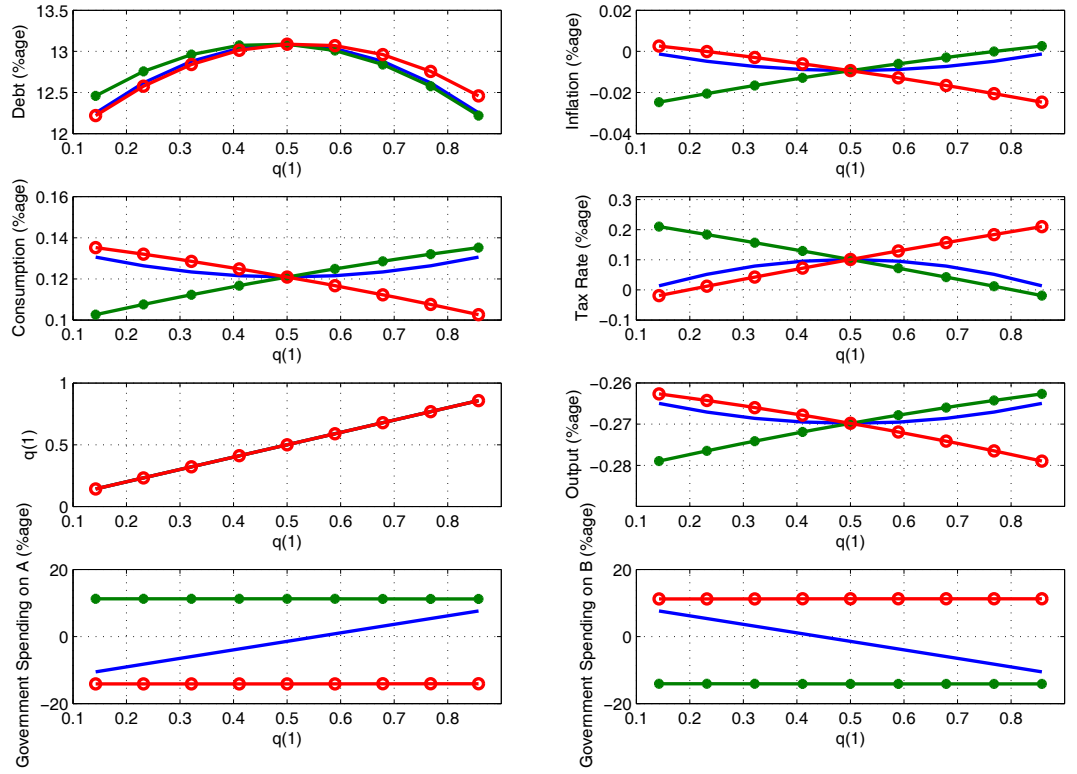 Debt (%age)
13.5
13
12.5
12
0.1 0.2 0.3 0.4 0.5 0.6 0.7 0.8
q(1)
Inflation (%age)
0.02
0
−0.02
−0.04
0.1 0.2 0.3 0.4 0.5 0.6 0.7 0.8
q(1)
Consumption (%age)
0.16
0.14
0.12
0.1
0.1 0.2 0.3 0.4 0.5 0.6 0.7 0.8
q(1)
Tax Rate (%age)
0.3
0.2
0.1
0
−0.1
0.1 0.2 0.3 0.4 0.5 0.6 0.7 0.8
q(1)
q(1)
1
0.5
0
0.1 0.2 0.3 0.4 0.5 0.6 0.7 0.8
q(1)
Output (%age)
−0.26
−0.27
−0.28
0.1 0.2 0.3 0.4 0.5 0.6 0.7 0.8
q(1)
Government Spending on A (%age)
20
0
−20
0.1 0.2 0.3 0.4 0.5 0.6 0.7 0.8
q(1)
Government Spending on B (%age)
20
0
−20
0.1 0.2 0.3 0.4 0.5 0.6 0.7 0.8
q(1)